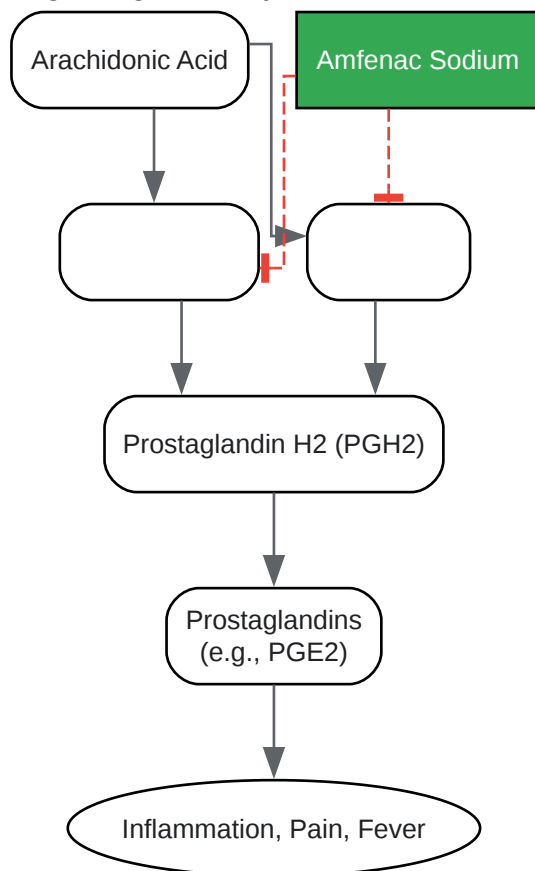 Arachidonic Acid
Amfenac Sodium
Prostaglandin H2 (PGH2)
Prostaglandins
(e.g., PGE2)
Inflammation, Pain, Fever